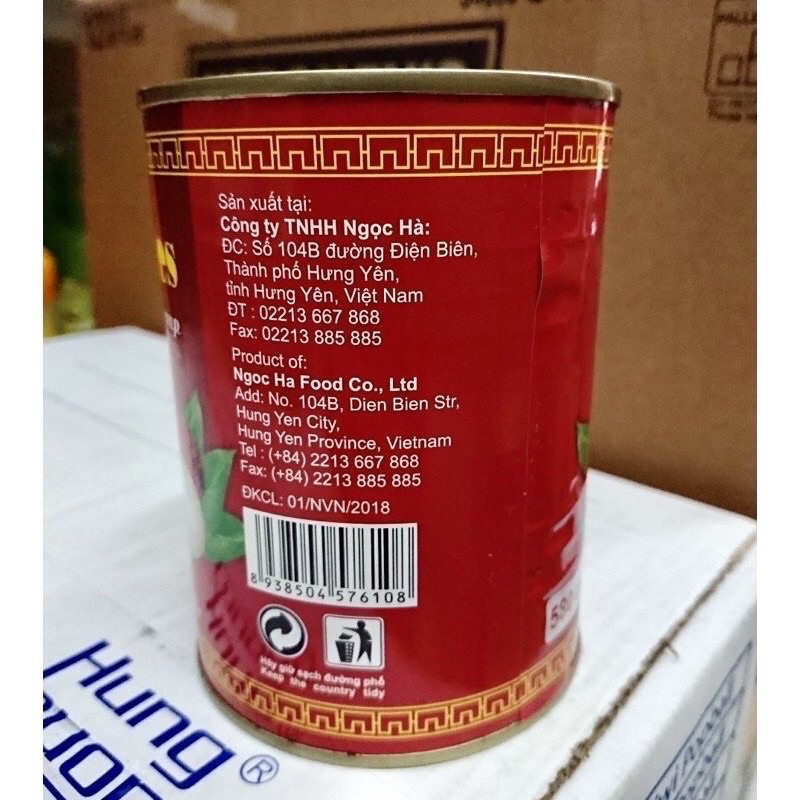 Sản xuất tại:
Công ty TNHH Ngọc Hà:
ĐC: Số 104B đường Điện Biên,
Thành phố Hưng Yên,
tỉnh Hưng Yên, Việt Nam
ĐT : 02213 667 868
Fax: 02213 885 885
Product of:
Ngoc Ha Food Co., Ltd
Add: No. 104B, Dien Bien Str,
Hung Yen City,
Hung Yen Province, Vietnam
Tel : (+84) 2213 667 868
Fax: (+84) 2213 885 885
ĐKCL: 01/NVN/2018
8 938504 576108
Hãy giữ sạch đường phố
Keep the country tidy
Hung
®